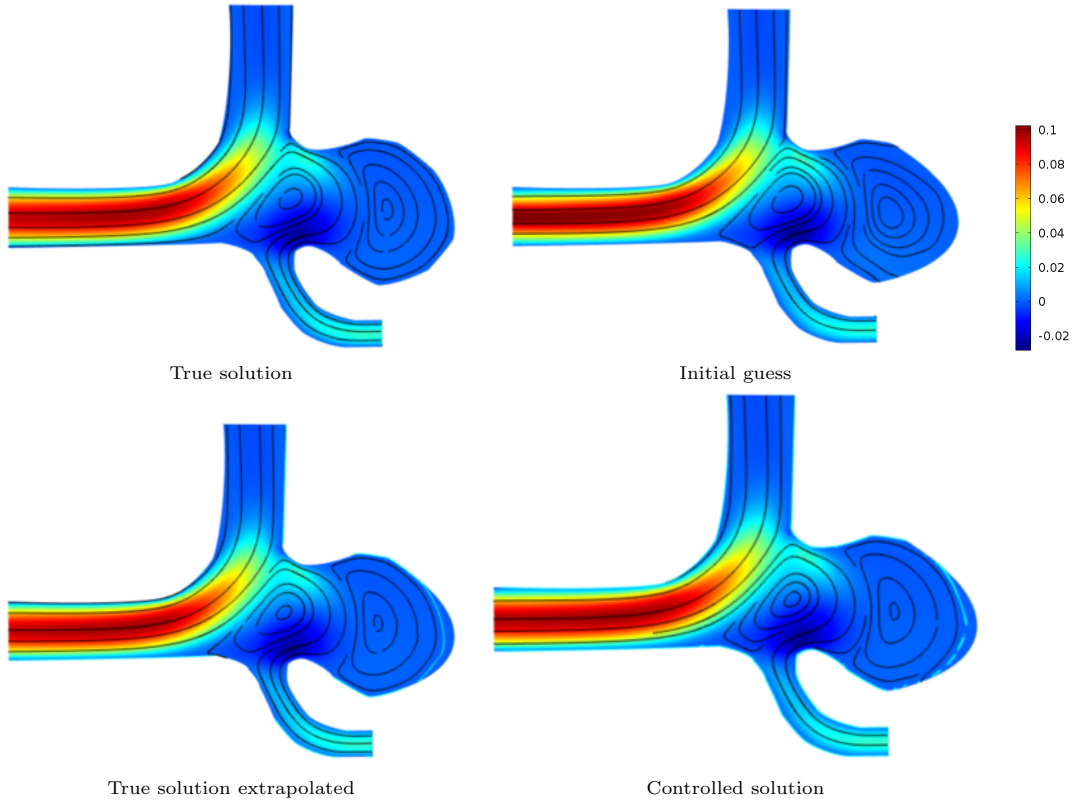 0.1
0.08
0.06
0.04
0.02
0
-0.02
True solution
Initial guess
True solution extrapolated
Controlled solution